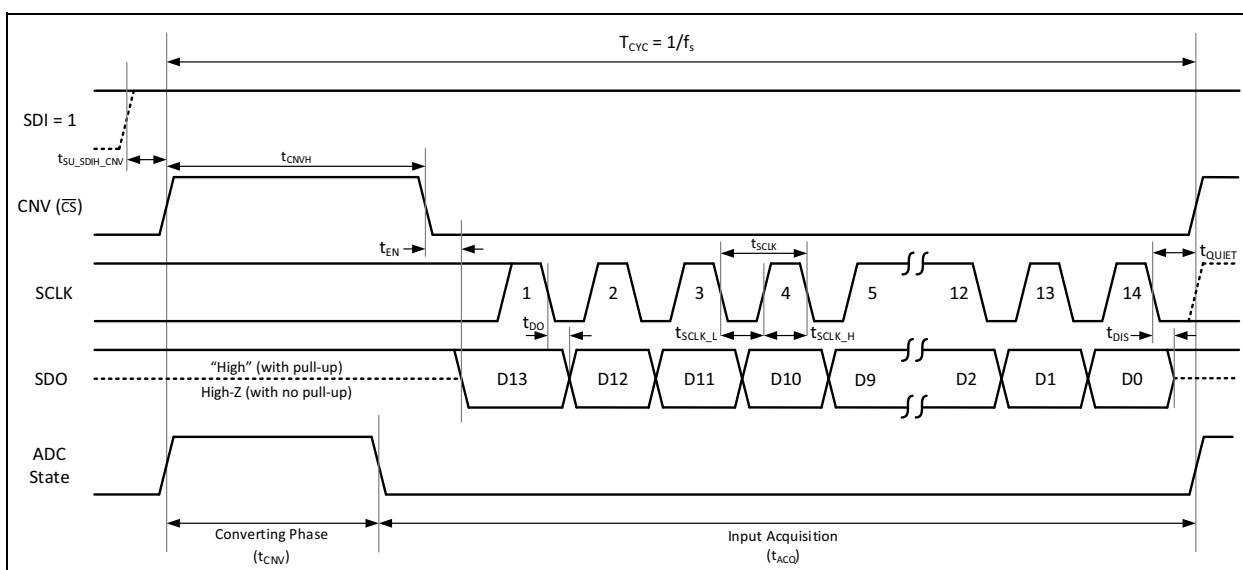 T_CYC = 1/f_s
SDI = 1
t_SU_SDIH_CNV
t_CNVH
CNV (C̅S̅)
t_EN
t_SCLK
t_QUIET
SCLK
1 2 3 4 5 12 13 14
t_DO
t_SCLK_L
t_SCLK_H
t_DIS
SDO
"High" (with pull-up)
High-Z (with no pull-up)
D13 D12 D11 D10 D9 D2 D1 D0
ADC
State
Converting Phase
(t_CNV)
Input Acquisition
(t_ACQ)